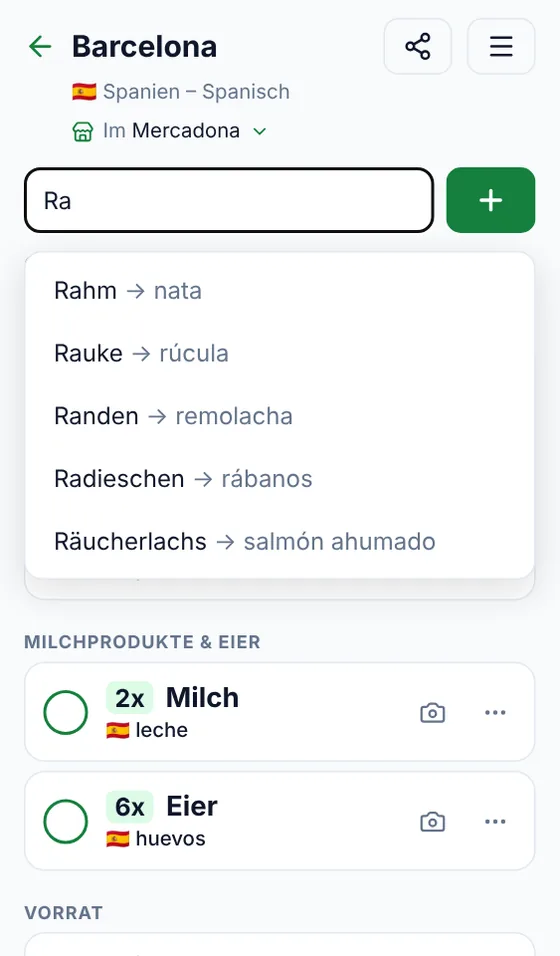 Barcelona
🇪🇸 Spanien – Spanisch
Im Mercadona
Ra
Rahm → nata
Rauke → rúcula
Randen → remolacha
Radieschen → rábanos
Räucherlachs → salmón ahumado
MILCHPRODUKTE & EIER
2x Milch
🇪🇸 leche
6x Eier
🇪🇸 huevos
VORRAT